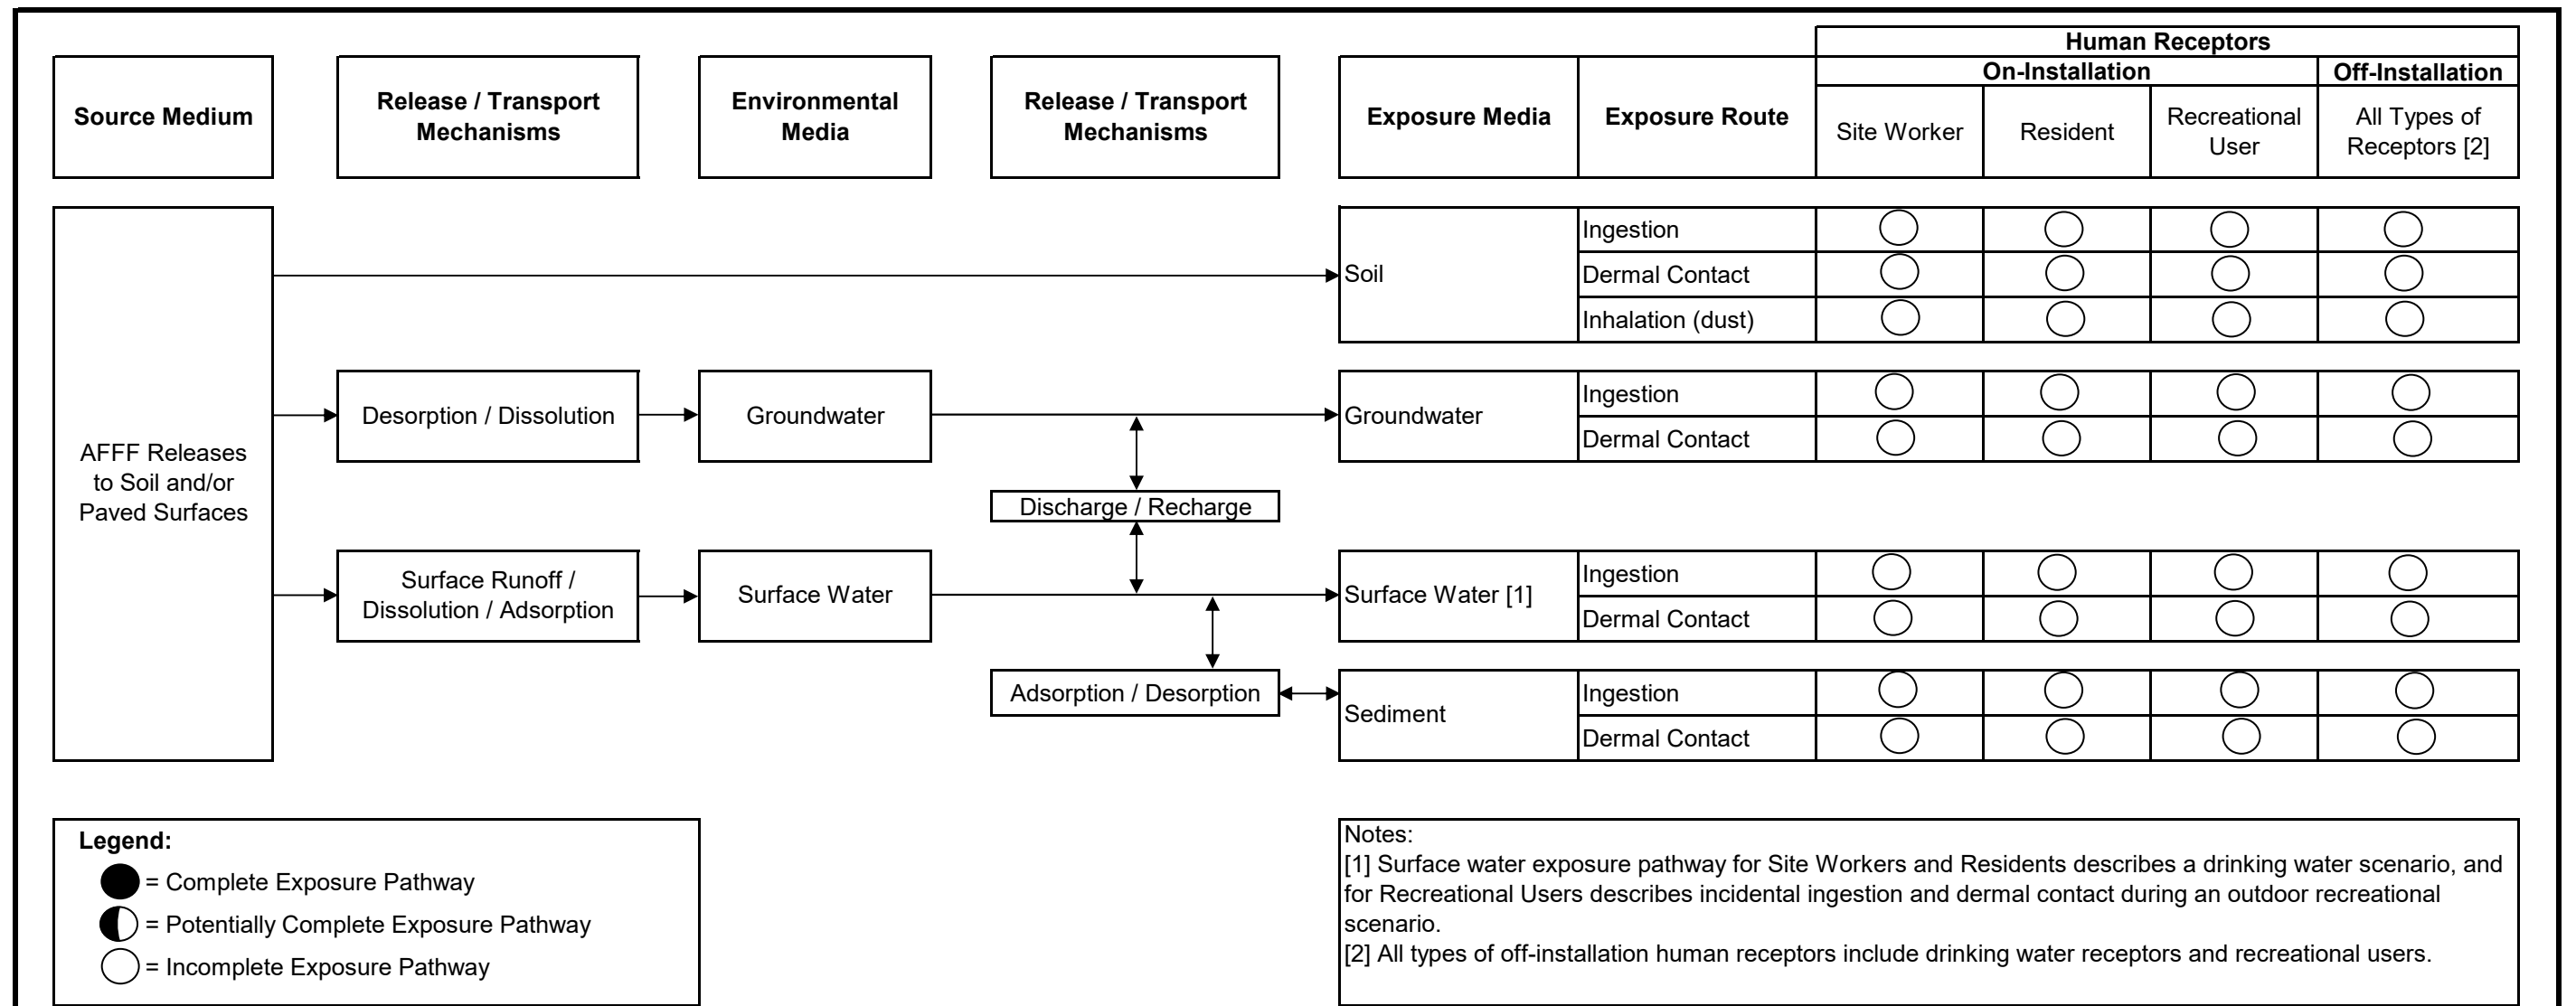 Human Receptors
On-Installation
Off-Installation
Source Medium
Release / Transport
Mechanisms
Environmental
Media
Release / Transport
Mechanisms
Exposure Media
Exposure Route
Site Worker
Resident
Recreational
User
All Types of
Receptors [2]
AFFF Releases
to Soil and/or
Paved Surfaces
Soil
Ingestion
Dermal Contact
Inhalation (dust)
Desorption / Dissolution
Groundwater
Groundwater
Ingestion
Dermal Contact
Discharge / Recharge
Surface Runoff /
Dissolution / Adsorption
Surface Water
Surface Water [1]
Ingestion
Dermal Contact
Adsorption / Desorption
Sediment
Ingestion
Dermal Contact
Legend:
= Complete Exposure Pathway
= Potentially Complete Exposure Pathway
= Incomplete Exposure Pathway
Notes:
[1] Surface water exposure pathway for Site Workers and Residents describes a drinking water scenario, and
for Recreational Users describes incidental ingestion and dermal contact during an outdoor recreational
scenario.
[2] All types of off-installation human receptors include drinking water receptors and recreational users.